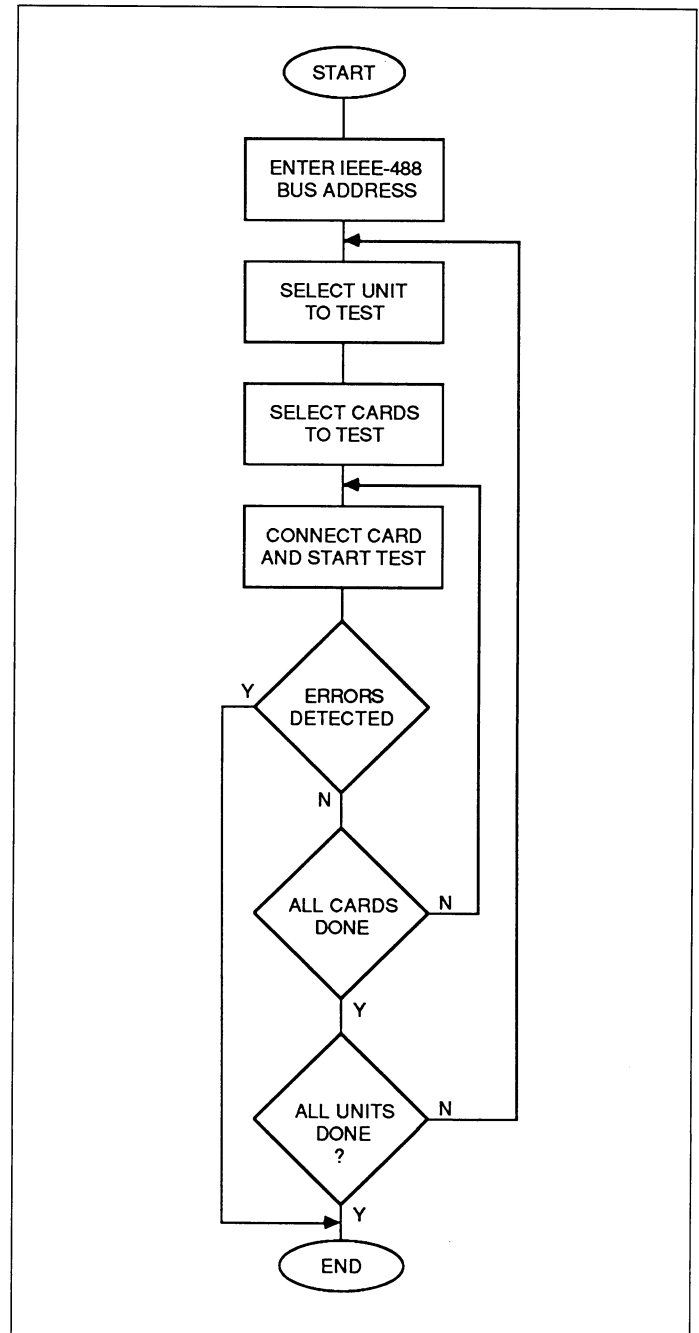 START
ENTER IEEE-488
BUS ADDRESS
SELECT UNIT
TO TEST
SELECT CARDS
TO TEST
CONNECT CARD
AND START TEST
Y
ERRORS
DETECTED
N
ALL CARDS
DONE
N
Y
ALL UNITS
DONE
?
N
Y
END